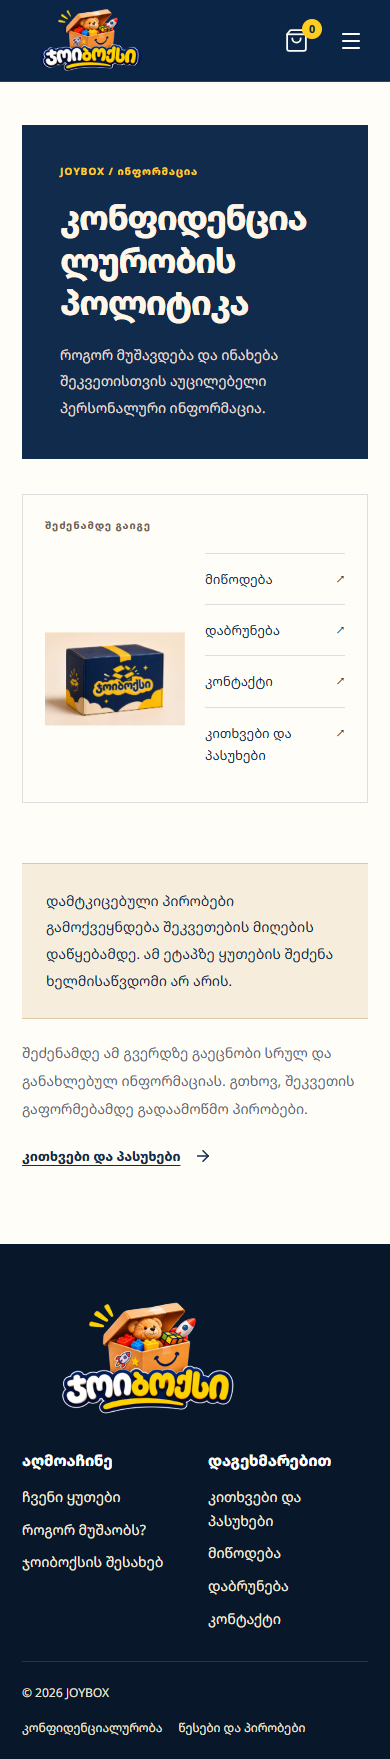 ჯოიბოქსი
0
JOYBOX / ინფორმაცია
კონფიდენცია
ლურობის
პოლიტიკა
როგორ მუშავდება და ინახება
შეკვეთისთვის აუცილებელი
პერსონალური ინფორმაცია.
შეძენამდე გაიგე
ჯოიბოქსი
მიწოდება ↗
დაბრუნება ↗
კონტაქტი ↗
კითხვები და ↗
პასუხები
დამტკიცებული პირობები
გამოქვეყნდება შეკვეთების მიღების
დაწყებამდე. ამ ეტაპზე ყუთების შეძენა
ხელმისაწვდომი არ არის.
შეძენამდე ამ გვერდზე გაეცნობი სრულ და
განახლებულ ინფორმაციას. გთხოვ, შეკვეთის
გაფორმებამდე გადაამოწმო პირობები.
კითხვები და პასუხები →
ჯოიბოქსი
აღმოაჩინე
ჩვენი ყუთები
როგორ მუშაობს?
ჯოიბოქსის შესახებ
დაგეხმარებით
კითხვები და
პასუხები
მიწოდება
დაბრუნება
კონტაქტი
© 2026 JOYBOX
კონფიდენციალურობა წესები და პირობები